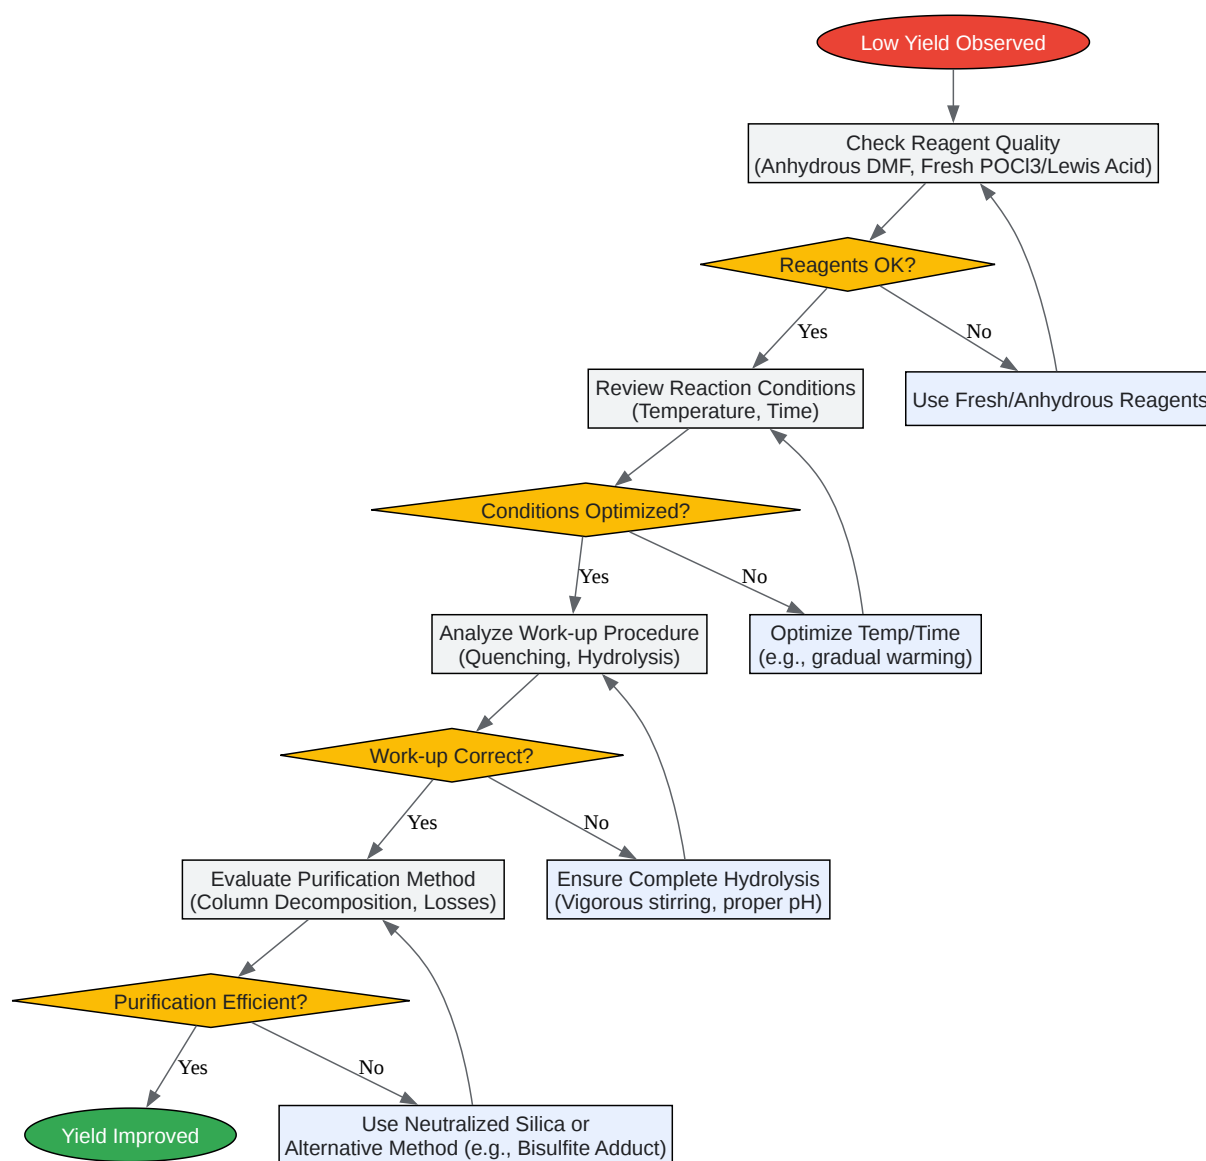 Low Yield Observed
Check Reagent Quality
(Anhydrous DMF, Fresh POCl3/Lewis Acid)
Reagents OK?
Yes
No
Review Reaction Conditions
(Temperature, Time)
Use Fresh/Anhydrous Reagents
Conditions Optimized?
Yes
No
Analyze Work-up Procedure
(Quenching, Hydrolysis)
Optimize Temp/Time
(e.g., gradual warming)
Work-up Correct?
Yes
No
Evaluate Purification Method
(Column Decomposition, Losses)
Ensure Complete Hydrolysis
(Vigorous stirring, proper pH)
Purification Efficient?
Yes
No
Yield Improved
Use Neutralized Silica or
Alternative Method (e.g., Bisulfite Adduct)